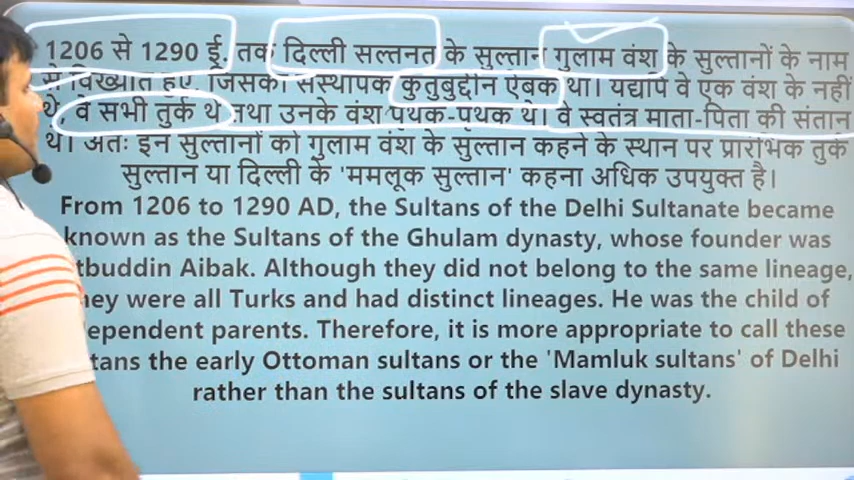 1206 से 1290 ई. तक दिल्ली सल्तनत के सुल्तान गुलाम वंश के सुल्तानों के नाम
से विख्यात हुए जिसका संस्थापक कुतुबुद्दीन ऐबक था। यद्यपि वे एक वंश के नहीं
थे, वे सभी तुर्क थे तथा उनके वंश पृथक-पृथक थे। वे स्वतंत्र माता-पिता की संतान
थे। अतः इन सुल्तानों को गुलाम वंश के सुल्तान कहने के स्थान पर प्रारंभिक तुर्क
सुल्तान या दिल्ली के 'ममलूक सुल्तान' कहना अधिक उपयुक्त है।
From 1206 to 1290 AD, the Sultans of the Delhi Sultanate became
known as the Sultans of the Ghulam dynasty, whose founder was
Aibak. Although they did not belong to the same lineage,
were all Turks and had distinct lineages. He was the child of
parents. Therefore, it is more appropriate to call these
the early Ottoman sultans or the 'Mamluk sultans' of Delhi
rather than the sultans of the slave dynasty.